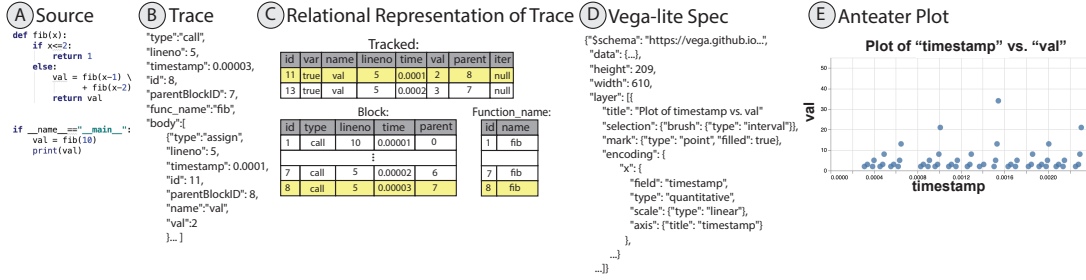 A Source
def fib(x):
if x<=2:
return 1
else:
val = fib(x-1) \
+ fib(x-2)
return val
if __name__=="__main__":
val = fib(10)
print(val)
B Trace
"type":"call",
"lineno": 5,
"timestamp": 0.00003,
"id": 8,
"parentBlockID": 7,
"func_name":"fib",
"body":[
{"type":"assign",
"lineno": 5,
"timestamp": 0.0001,
"id": 11,
"parentBlockID": 8,
"name":"val",
"val":2
}... ]
C Relational Representation of Trace
Tracked:
id var name lineno time val parent iter
11 true val 5 0.0001 2 8 null
13 true val 5 0.0002 3 7 null
Block:
id type lineno time parent
1 call 10 0.00001 0
⋮
7 call 5 0.00002 6
8 call 5 0.00003 7
Function_name:
id name
1 fib
7 fib
8 fib
D Vega-lite Spec
{"$schema": "https://vega.github.io...",
"data": {...},
"height": 209,
"width": 610,
"layer": [{
"title": "Plot of timestamp vs. val"
"selection": {"brush": {"type": "interval"}},
"mark": {"type": "point", "filled": true},
"encoding": {
"x": {
"field": "timestamp",
"type": "quantitative",
"scale": {"type": "linear"},
"axis": {"title": "timestamp"}
},
...}
...]}
E Anteater Plot
Plot of “timestamp” vs. “val”
val
50
40
30
20
10
0
0.0000 0.0004 0.0008 0.0012 0.0016 0.0020
timestamp